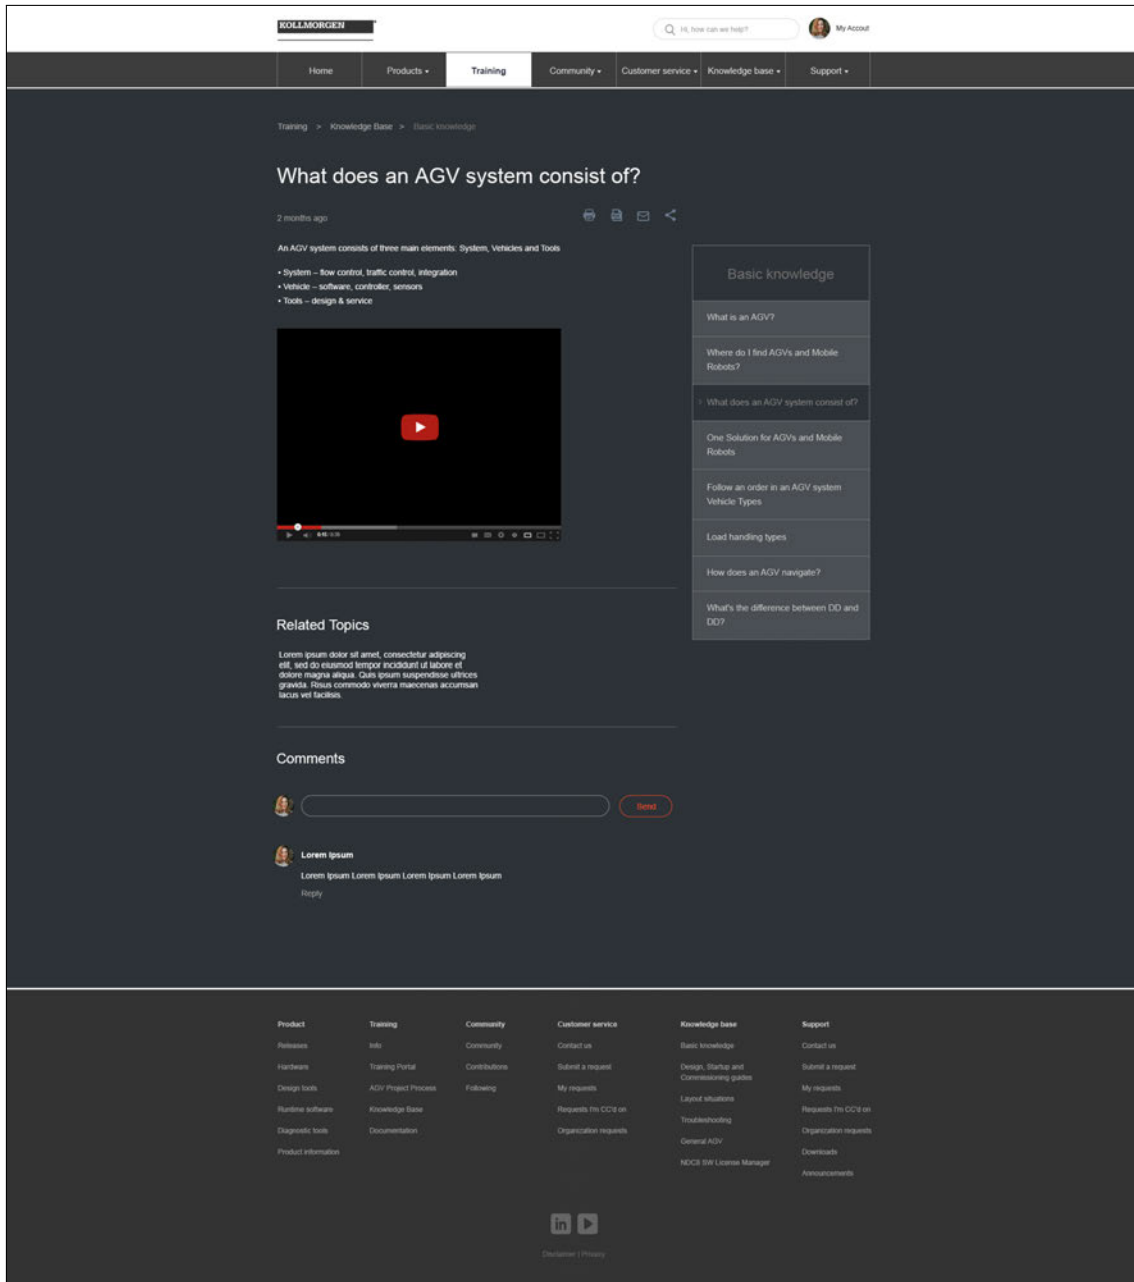 KOLLMORGEN
Hi, how can we help?
My Accout
Home
Products
Training
Community
Customer service
Knowledge base
Support
Training > Knowledge Base > Basic knowledge
What does an AGV system consist of?
2 months ago
An AGV system consists of three main elements: System, Vehicles and Tools
• System – flow control, traffic control, integration
• Vehicle – software, controller, sensors
• Tools – design & service
Basic knowledge
What is an AGV?
Where do I find AGVs and Mobile
Robots?
What does an AGV system consist of?
One Solution for AGVs and Mobile
Robots
Follow an order in an AGV system
Vehicle Types
Load handling types
How does an AGV navigate?
What's the difference between DD and
DD?
Related Topics
Lorem ipsum dolor sit amet, consectetur adipiscing
elit, sed do eiusmod tempor incididunt ut labore et
dolore magna aliqua. Quis ipsum suspendisse ultrices
gravida. Risus commodo viverra maecenas accumsan
lacus vel facilisis.
Comments
Send
Lorem Ipsum
Lorem Ipsum Lorem Ipsum Lorem Ipsum Lorem Ipsum
Reply
Product
Releases
Hardware
Design tools
Runtime software
Diagnostic tools
Product information
Training
Info
Training Portal
AGV Project Process
Knowledge Base
Documentation
Community
Community
Contributions
Following
Customer service
Contact us
Submit a request
My requests
Requests I'm CC'd on
Organization requests
Knowledge base
Basic knowledge
Design, Startup and
Commissioning guides
Layout situations
Troubleshooting
General AGV
NDC8 SW License Manager
Support
Contact us
Submit a request
My requests
Requests I'm CC'd on
Organization requests
Downloads
Announcements
in
Disclaimer | Privacy